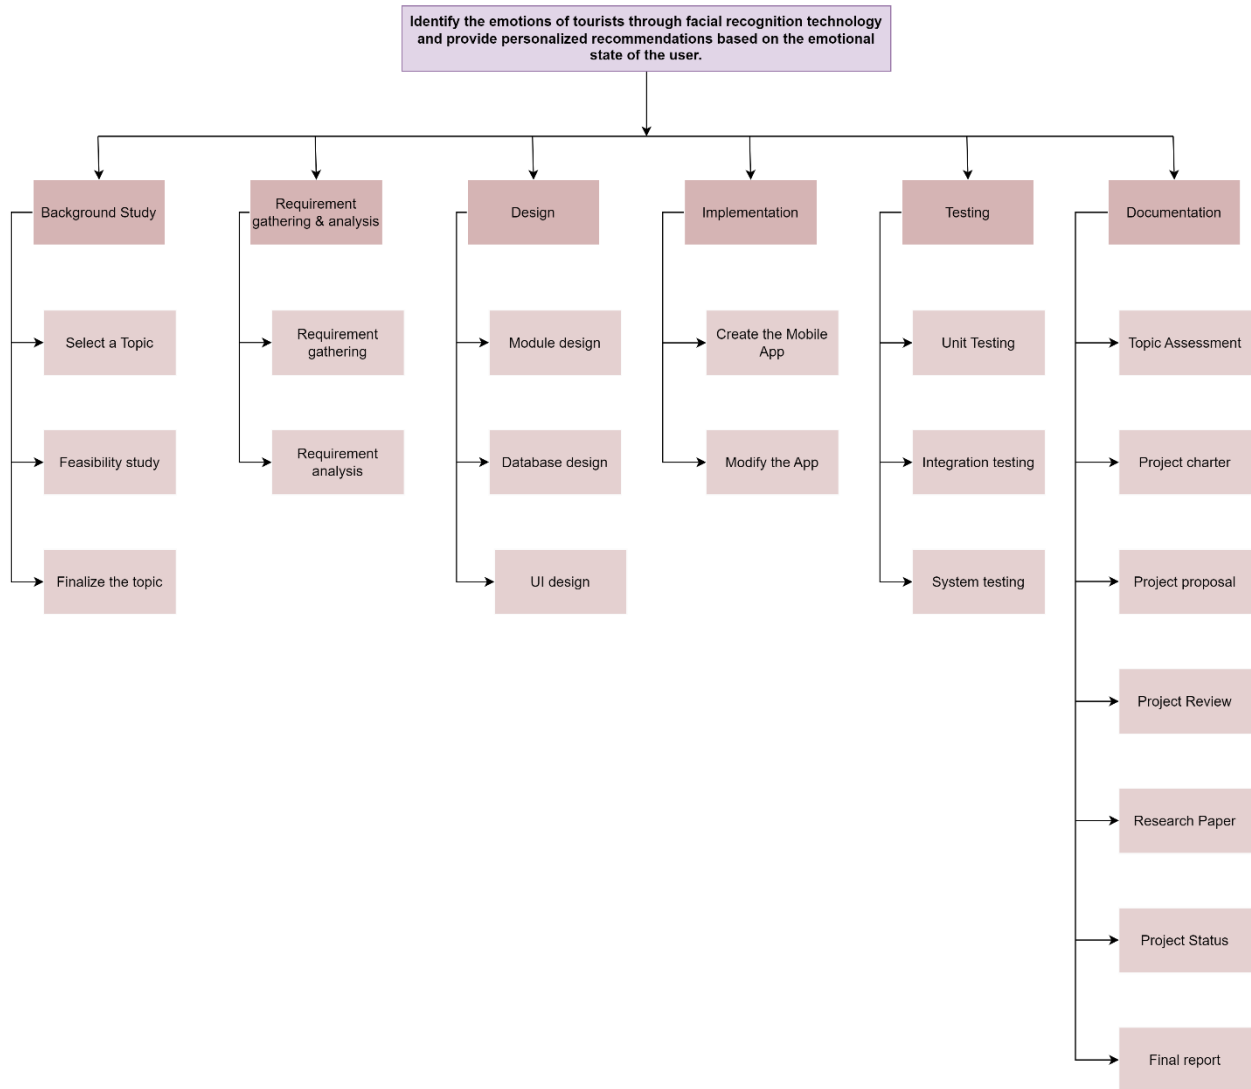 Identify the emotions of tourists through facial recognition technology
and provide personalized recommendations based on the emotional
state of the user.
Background Study
Requirement
gathering & analysis
Design
Implementation
Testing
Documentation
Select a Topic
Requirement
gathering
Module design
Create the Mobile
App
Unit Testing
Topic Assessment
Feasibility study
Requirement
analysis
Database design
Modify the App
Integration testing
Project charter
Finalize the topic
UI design
System testing
Project proposal
Project Review
Research Paper
Project Status
Final report